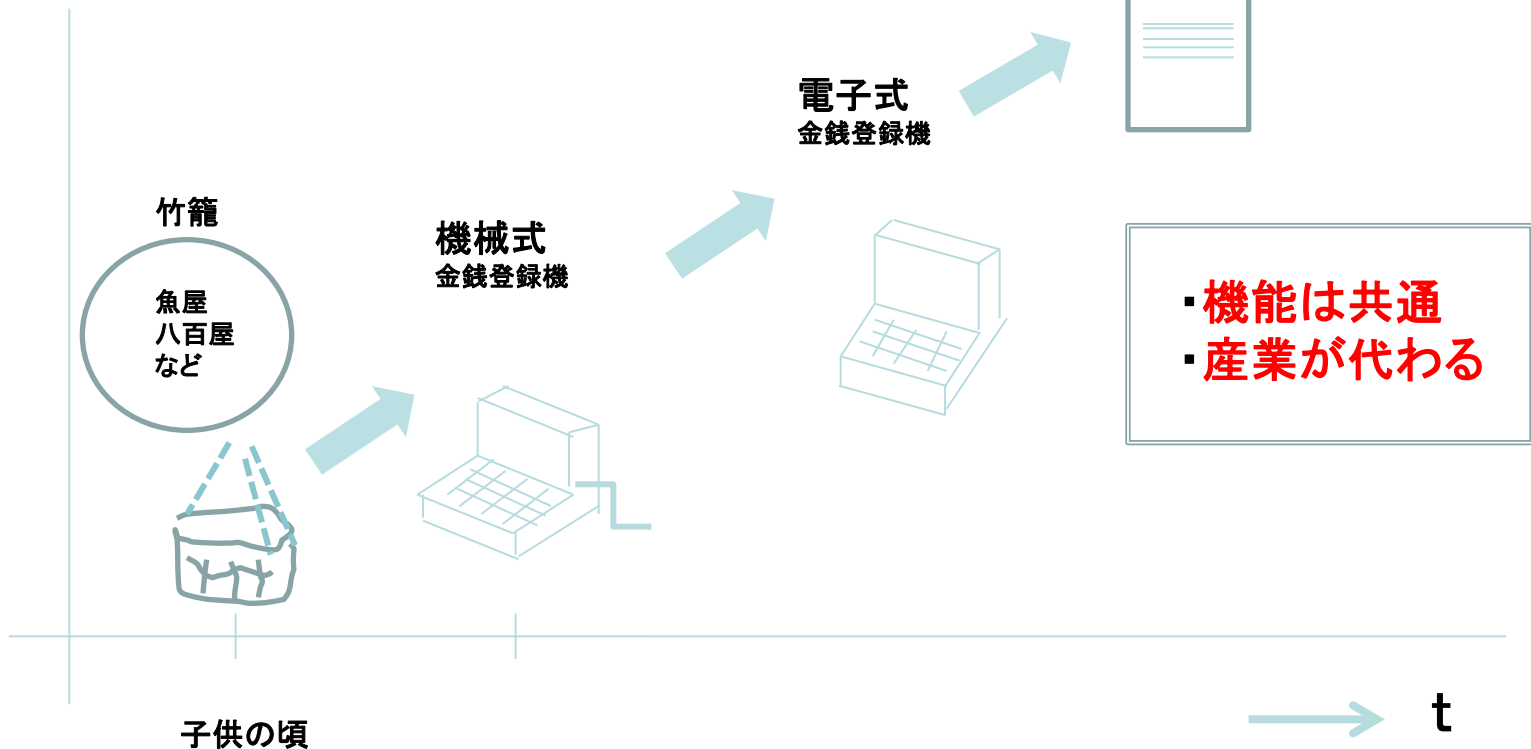 電子式
金銭登録機
竹籠
魚屋
八百屋
など
機械式
金銭登録機
・機能は共通
・産業が代わる
子供の頃
t